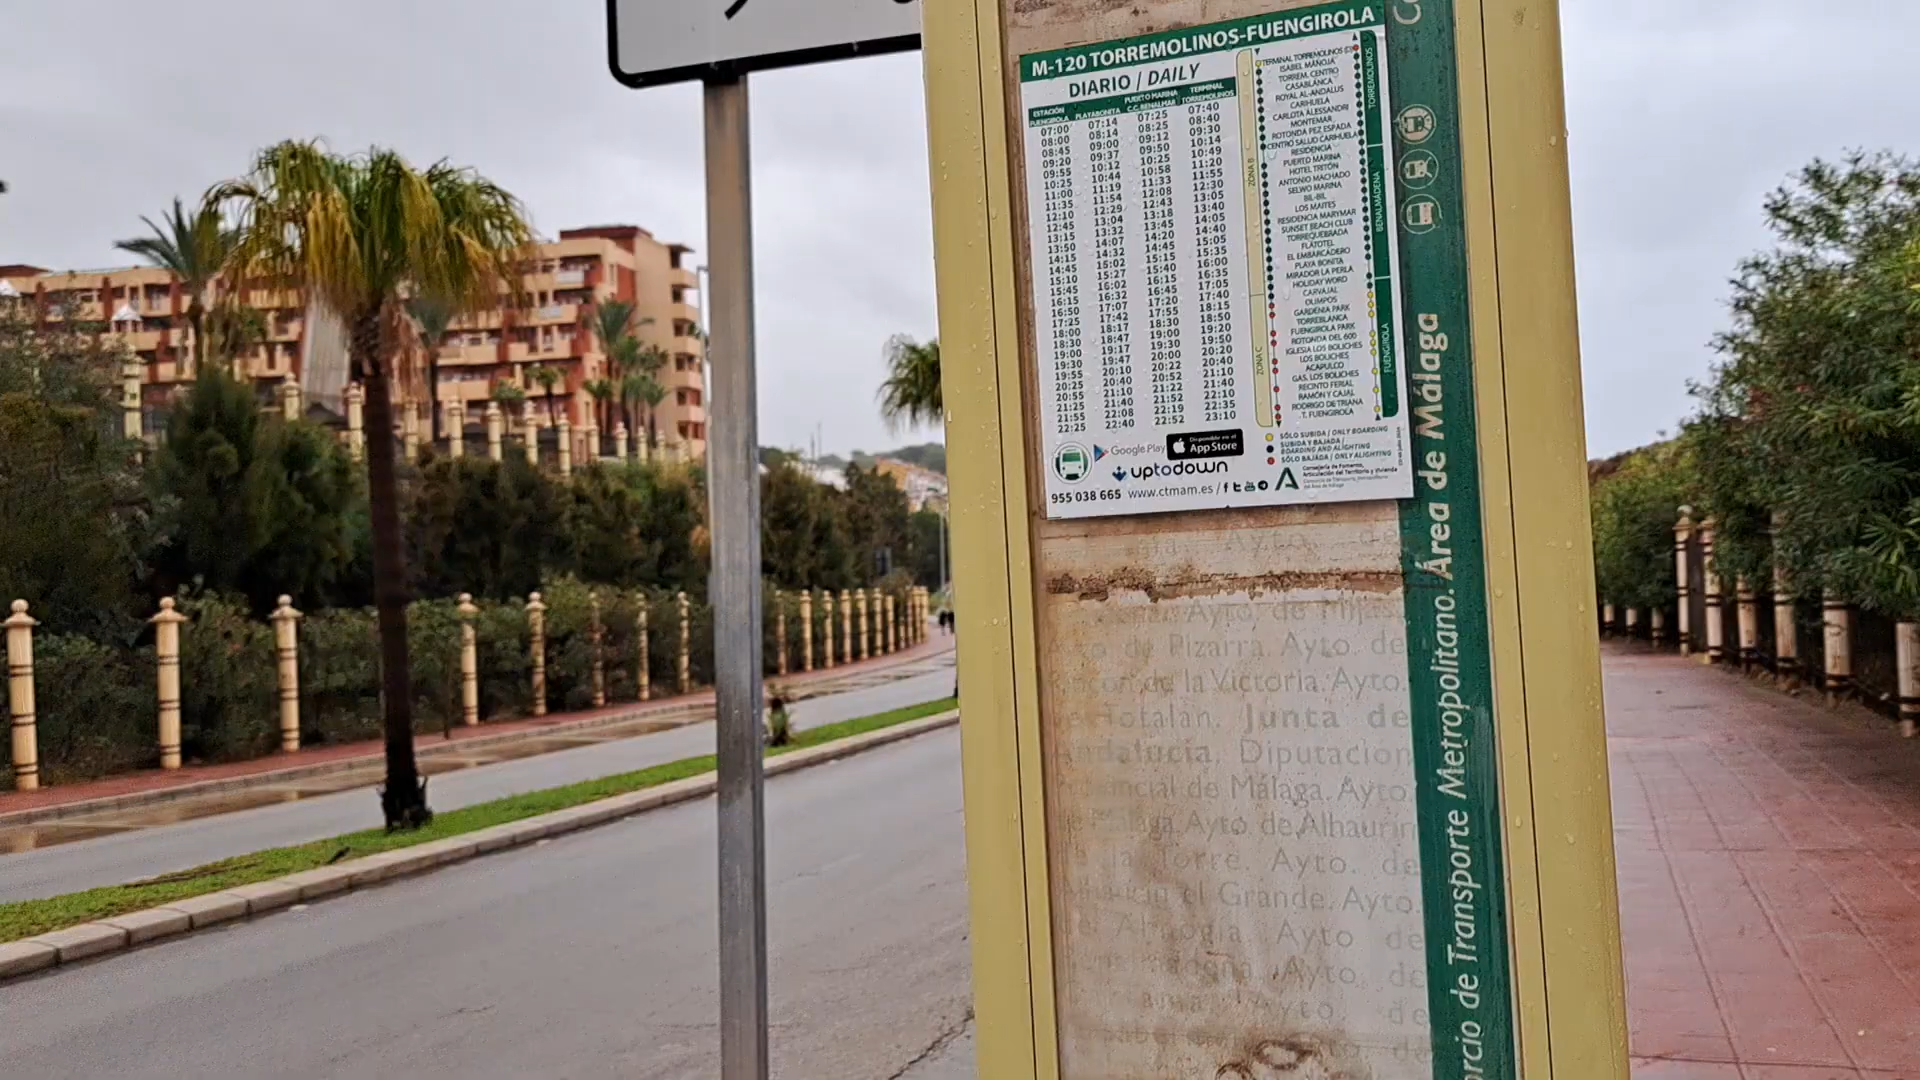 M-120 TORREMOLINOS-FUENGIROLA
DIARIO / DAILY
ESTACIÓN FUENGIROLA PLAYABONITA PUERTO MARINA C.C. BENALMAR TERMINAL TORREMOLINOS
07:00 07:14 07:25 07:40
08:00 08:14 08:25 08:40
08:45 09:00 09:12 09:30
09:20 09:37 09:50 10:14
09:55 10:12 10:25 10:49
10:25 10:44 10:58 11:20
11:00 11:19 11:33 11:55
11:35 11:54 12:08 12:30
12:10 12:29 12:43 13:05
12:45 13:04 13:18 13:40
13:15 13:32 13:45 14:05
13:50 14:07 14:20 14:40
14:15 14:32 14:45 15:05
14:45 15:02 15:15 15:35
15:10 15:27 15:40 16:00
15:45 16:02 16:15 16:35
16:15 16:32 16:45 17:05
16:50 17:07 17:20 17:40
17:25 17:42 17:55 18:15
18:00 18:17 18:30 18:50
18:30 18:47 19:00 19:20
19:00 19:17 19:30 19:50
19:30 19:47 20:00 20:20
19:55 20:10 20:22 20:40
20:25 20:40 20:52 21:10
20:55 21:10 21:22 21:40
21:25 21:40 21:52 22:10
21:55 22:08 22:19 22:35
22:25 22:40 22:52 23:10
ZONA B
ZONA C
TERMINAL TORREMOLINOS (D)
ISABEL MANOJA
TORREM. CENTRO
CASABLANCA
ROYAL AL-ANDALUS
CARIHUELA
CARLOTA ALESSANDRI
MONTEMAR
ROTONDA PEZ ESPADA
CENTRO SALUD CARIHUELA
RESIDENCIA
PUERTO MARINA
HOTEL TRITÓN
ANTONIO MACHADO
SELWO MARINA
BIL-BIL
LOS MAITES
RESIDENCIA MARYMAR
SUNSET BEACH CLUB
TORREQUEBRADA
FLATOTEL
EL EMBARCADERO
PLAYA BONITA
MIRADOR LA PERLA
HOLIDAY WORD
CARVAJAL
OLIMPOS
GARDENIA PARK
TORREBLANCA
FUENGIROLA PARK
ROTONDA DEL 600
IGLESIA LOS BOLICHES
LOS BOLICHES
ACAPULCO
GAS. LOS BOLICHES
RECINTO FERIAL
RAMÓN Y CAJAL
RODRIGO DE TRIANA
T. FUENGIROLA
TORREMOLINOS
BENALMÁDENA
FUENGIROLA
SÓLO SUBIDA / ONLY BOARDING
SUBIDA Y BAJADA /
BOARDING AND ALIGHTING
SÓLO BAJADA / ONLY ALIGHTING
Google Play
Disponible en el
App Store
uptodown
955 038 665 www.ctmam.es /
Consejería de Fomento,
Articulación del Territorio y Vivienda
Ayto. de
Ayto. de Mijas.
de Pizarra. Ayto. de
de la Victoria. Ayto.
Totalán. Junta de
Andalucía. Diputación
de Málaga. Ayto.
Málaga. Ayto. de Alhaurín
de la Torre. Ayto. de
el Grande. Ayto.
Ayto de
Ayto. de
de
orcio de Transporte Metropolitano. Área de Málaga